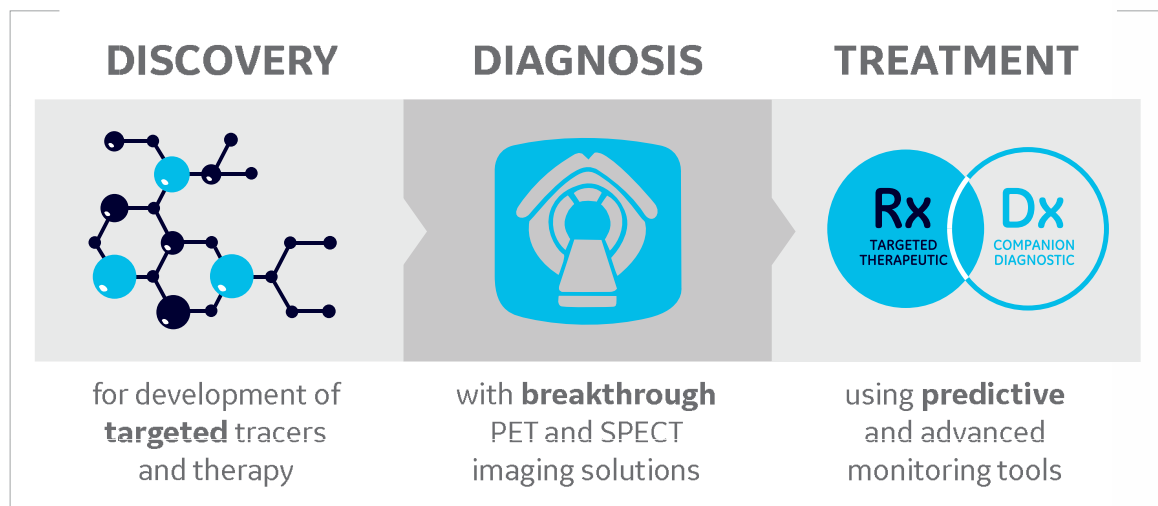 DISCOVERY
DIAGNOSIS
TREATMENT
Rx
TARGETED
THERAPEUTIC
Dx
COMPANION
DIAGNOSTIC
for development of
targeted tracers
and therapy
with breakthrough
PET and SPECT
imaging solutions
using predictive
and advanced
monitoring tools